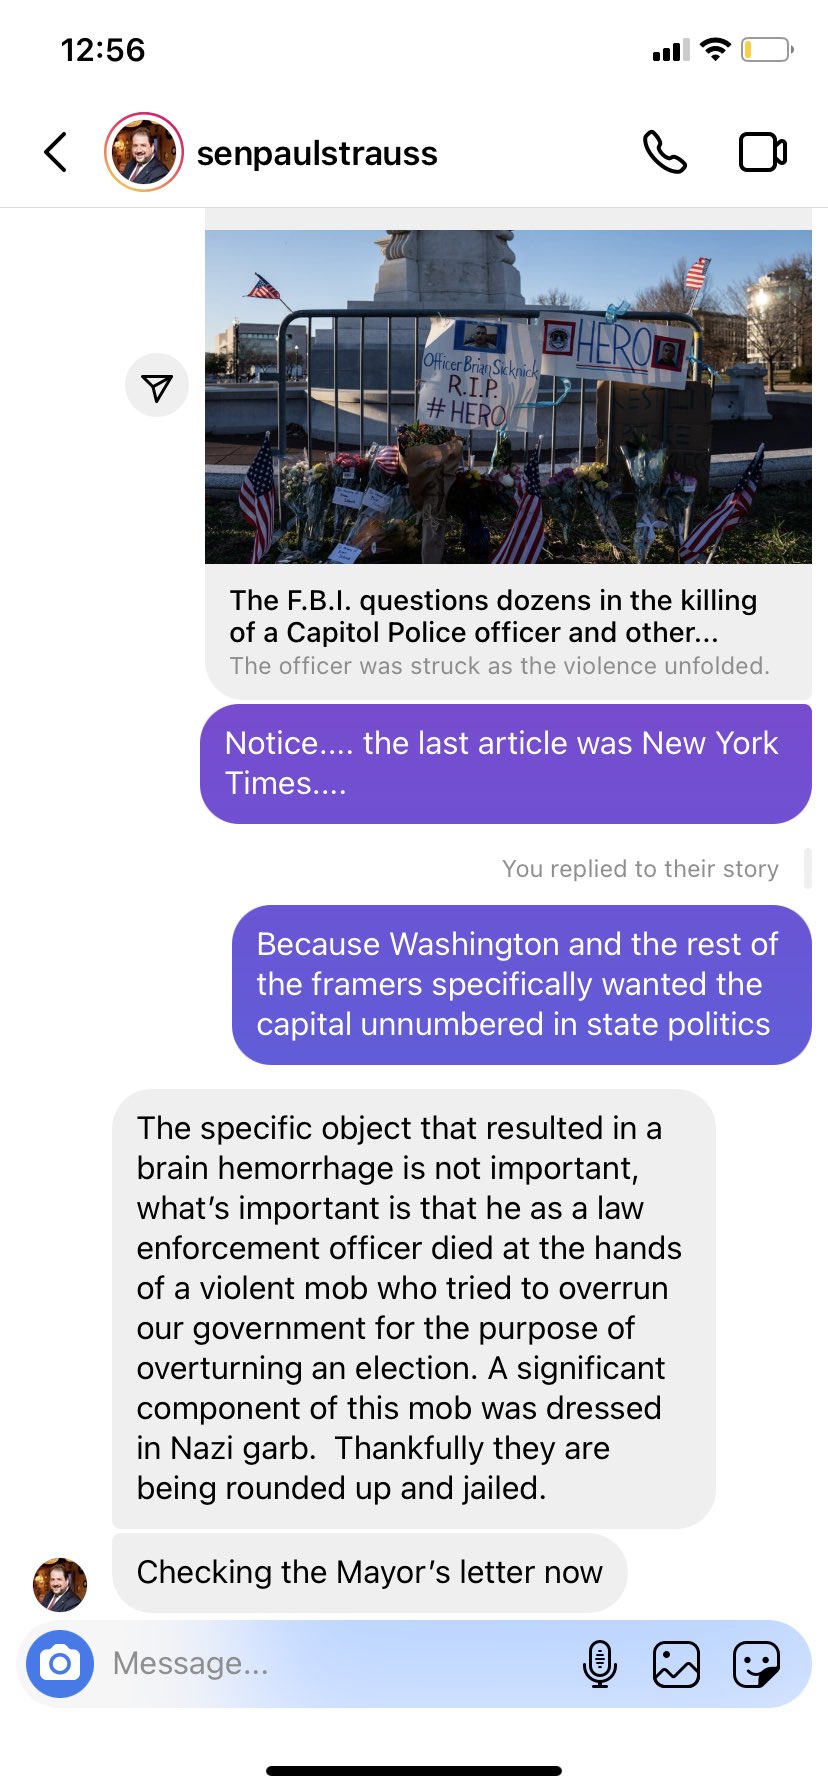 12:56
senpaulstrauss
Officer Brian Sicknick
R.I.P.
# HERO
HERO
The F.B.I. questions dozens in the killing
of a Capitol Police officer and other...
The officer was struck as the violence unfolded.
Notice.... the last article was New York
Times....
You replied to their story
Because Washington and the rest of
the framers specifically wanted the
capital unnumbered in state politics
The specific object that resulted in a
brain hemorrhage is not important,
what's important is that he as a law
enforcement officer died at the hands
of a violent mob who tried to overrun
our government for the purpose of
overturning an election. A significant
component of this mob was dressed
in Nazi garb.  Thankfully they are
being rounded up and jailed.
Checking the Mayor's letter now
Message...